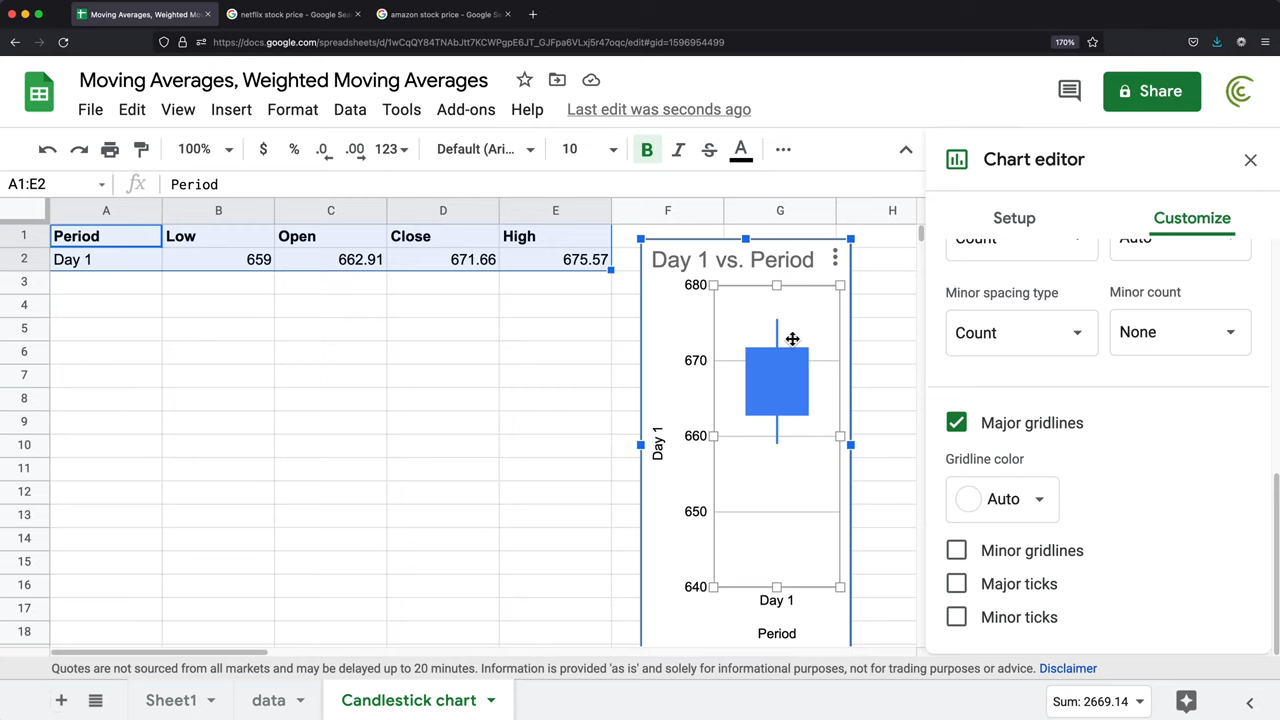 Moving Averages, Weighted Mo
netflix stock price - Google Sea
amazon stock price - Google Se
https://docs.google.com/spreadsheets/d/1wCqQY84TNAbJtt7KCWPgpE6JT_GJFpa6VLxj5r47oqc/edit#gid=1596954499
170%
Moving Averages, Weighted Moving Averages
File Edit View Insert Format Data Tools Add-ons Help Last edit was seconds ago
Share
100% $ % .0 .00 123 Default (Ari... 10 B I S A
A1:E2 fx Period
A B C D E F G H
1 Period Low Open Close High
2 Day 1 659 662.91 671.66 675.57
3
4
5
6
7
8
9
10
11
12
13
14
15
16
17
18
Day 1 vs. Period
680
670
660
650
640
Day 1
Day 1
Period
Chart editor
Setup Customize
Count Auto
Minor spacing type Minor count
Count None
Major gridlines
Gridline color
Auto
Minor gridlines
Major ticks
Minor ticks
Quotes are not sourced from all markets and may be delayed up to 20 minutes. Information is provided 'as is' and solely for informational purposes, not for trading purposes or advice. Disclaimer
Sheet1 data Candlestick chart Sum: 2669.14